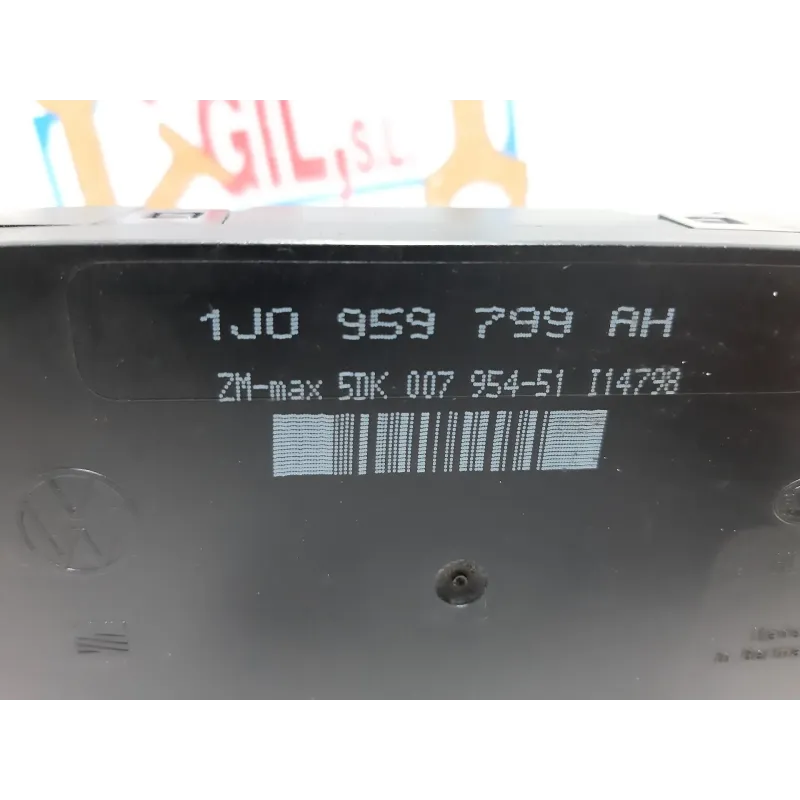 GIL, S.L
1J0 959 799 AH
ZM-max 5DK 007 954-51 I14798